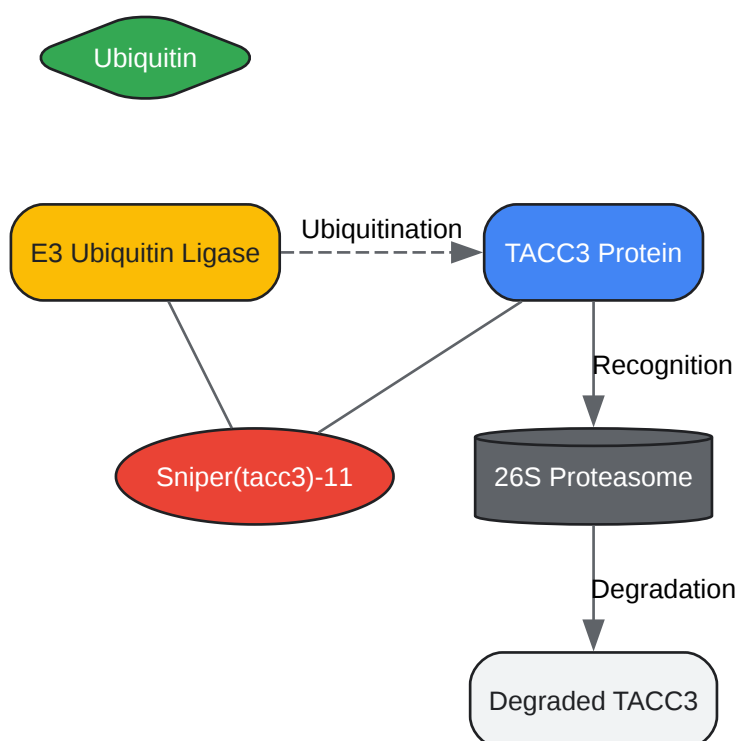 Ubiquitin
Ubiquitination
E3 Ubiquitin Ligase
TACC3 Protein
Recognition
Sniper(tacc3)-11
26S Proteasome
Degradation
Degraded TACC3